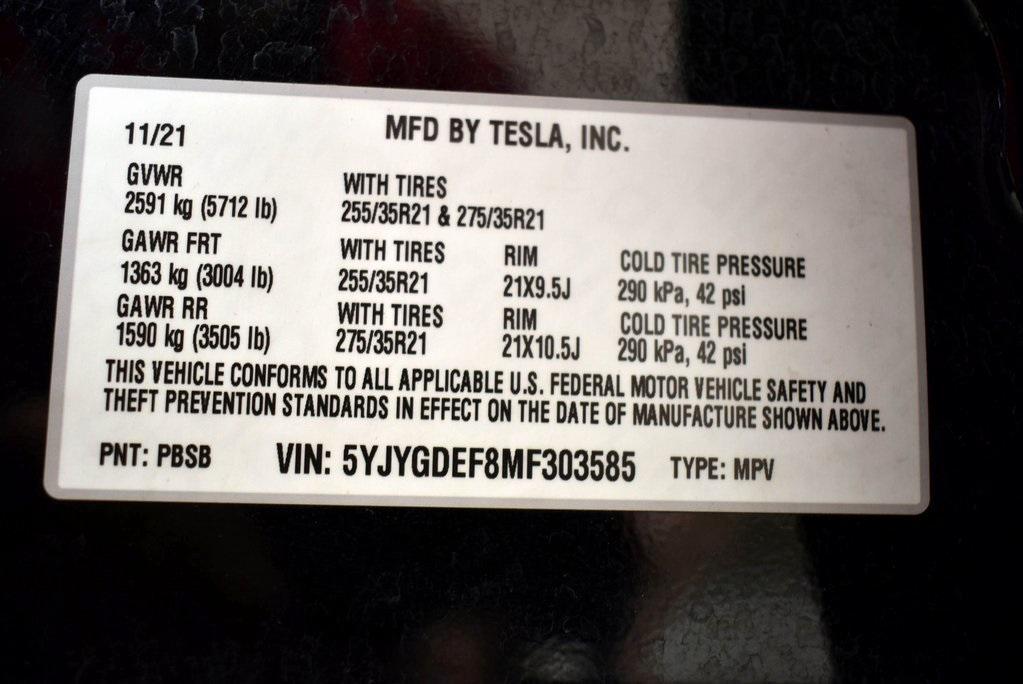 11/21 MFD BY TESLA, INC.
GVWR WITH TIRES
2591 kg (5712 lb) 255/35R21 & 275/35R21
GAWR FRT WITH TIRES RIM COLD TIRE PRESSURE
1363 kg (3004 lb) 255/35R21 21X9.5J 290 kPa, 42 psi
GAWR RR WITH TIRES RIM COLD TIRE PRESSURE
1590 kg (3505 lb) 275/35R21 21X10.5J 290 kPa, 42 psi
THIS VEHICLE CONFORMS TO ALL APPLICABLE U.S. FEDERAL MOTOR VEHICLE SAFETY AND
THEFT PREVENTION STANDARDS IN EFFECT ON THE DATE OF MANUFACTURE SHOWN ABOVE.
PNT: PBSB VIN: 5YJYGDEF8MF303585 TYPE: MPV